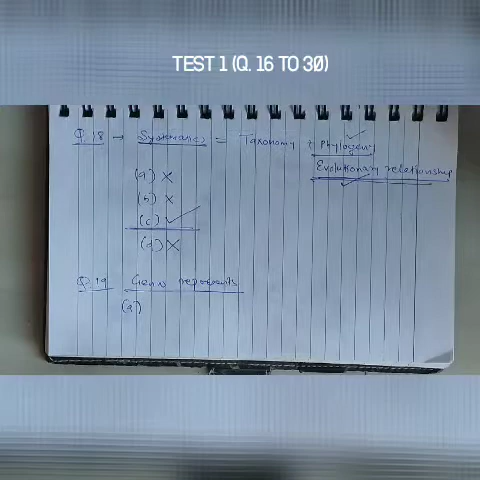 TEST 1 (Q. 16 TO 30)
Q.18 → Systematics = Taxonomy + Phylogeny
Evolutionary relationship
(a) ✗
(b) ✗
(c) ✓
(d) ✗
Q.19 Genus represents
(a)